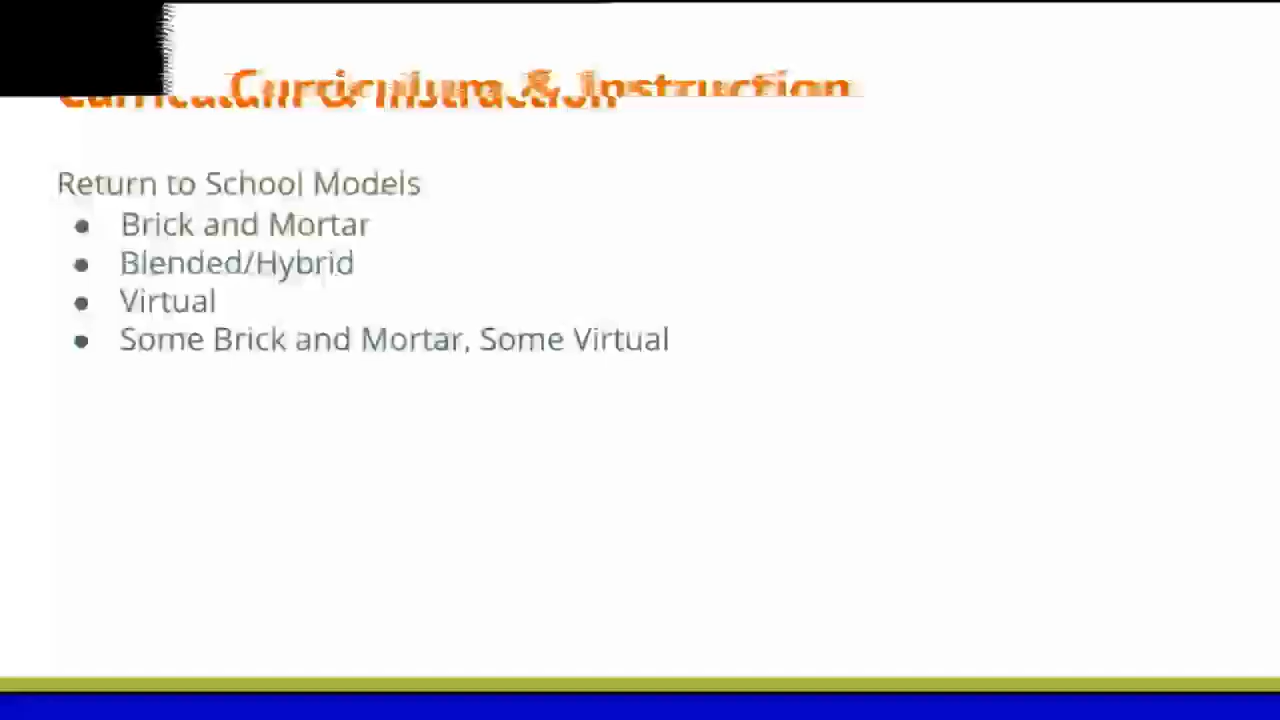 Curriculum & Instruction
Return to School Models
● Brick and Mortar
● Blended/Hybrid
● Virtual
● Some Brick and Mortar, Some Virtual